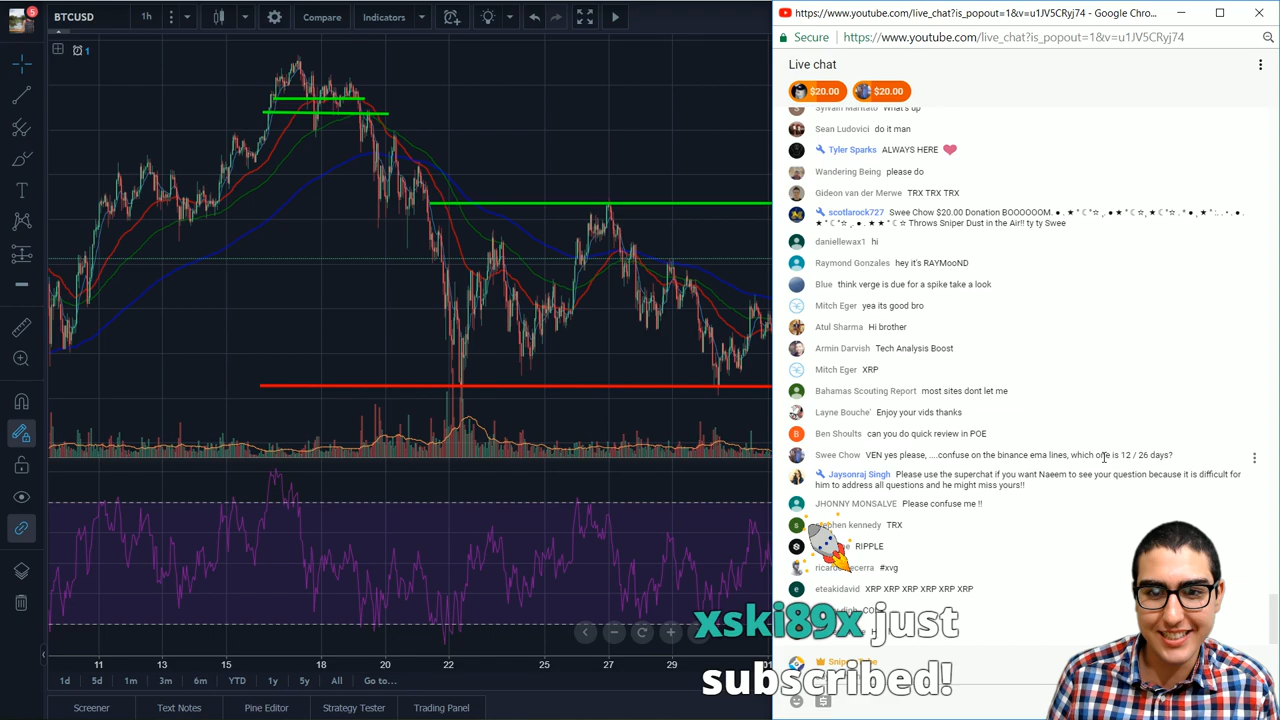 5
BTCUSD
1h
Compare
Indicators
1
11
13
15
18
20
22
25
27
29
01
1m
3m
6m
YTD
1y
5y
All
Go to...
Screener
Text Notes
Pine Editor
Strategy Tester
Trading Panel
https://www.youtube.com/live_chat?is_popout=1&v=u1JV5CRyj74 - Google Chro...
Secure
https://www.youtube.com/live_chat?is_popout=1&v=u1JV5CRyj74
Live chat
$20.00
$20.00
Sylvain Maritato What's up
Sean Ludovici do it man
Tyler Sparks ALWAYS HERE
Wandering Being please do
Gideon van der Merwe TRX TRX TRX
scotlarock727 Swee Chow $20.00 Donation BOOOOOOM.
Throws Sniper Dust in the Air!! ty ty Swee
daniellewax1 hi
Raymond Gonzales hey it's RAYMooND
Blue think verge is due for a spike take a look
Mitch Eger yea its good bro
Atul Sharma Hi brother
Armin Darvish Tech Analysis Boost
Mitch Eger XRP
Bahamas Scouting Report most sites dont let me
Layne Bouche' Enjoy your vids thanks
B Ben Shoults can you do quick review in POE
Swee Chow VEN yes please, ....confuse on the binance ema lines, which one is 12 / 26 days?
Jaysonraj Singh Please use the superchat if you want Naeem to see your question because it is difficult for
him to address all questions and he might miss yours!!
JHONNY MONSALVE Please confuse me !!
s stephen kennedy TRX
RIPPLE
#xvg
e eteakidavid XRP XRP XRP XRP XRP XRP
xski89x just
subscribed!